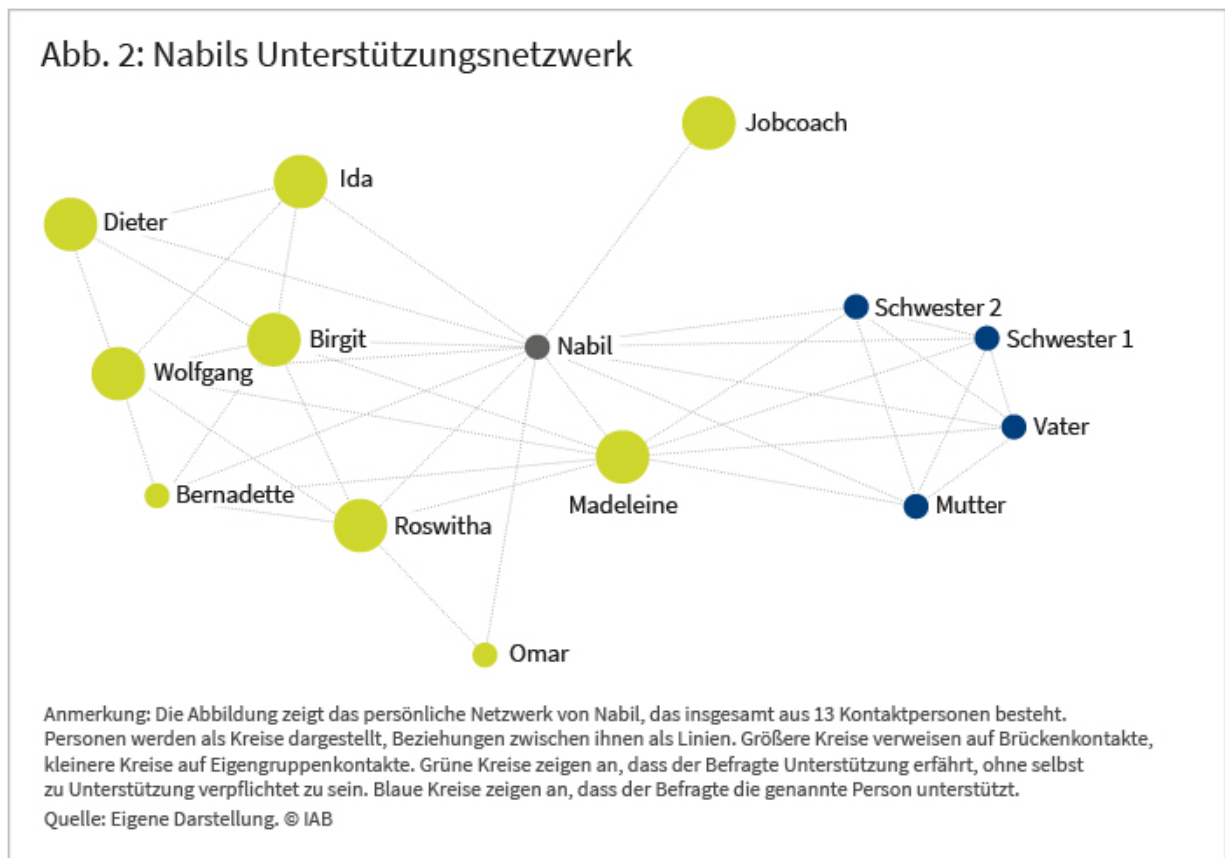 Abb. 2: Nabils Unterstützungsnetzwerk
Jobcoach
Ida
Dieter
Schwester 2
Birgit
Nabil
Schwester 1
Wolfgang
Vater
Bernadette
Madeleine
Mutter
Roswitha
Omar
Anmerkung: Die Abbildung zeigt das persönliche Netzwerk von Nabil, das insgesamt aus 13 Kontaktpersonen besteht.
Personen werden als Kreise dargestellt, Beziehungen zwischen ihnen als Linien. Größere Kreise verweisen auf Brückenkontakte,
kleinere Kreise auf Eigengruppenkontakte. Grüne Kreise zeigen an, dass der Befragte Unterstützung erfährt, ohne selbst
zu Unterstützung verpflichtet zu sein. Blaue Kreise zeigen an, dass der Befragte die genannte Person unterstützt.
Quelle: Eigene Darstellung. © IAB